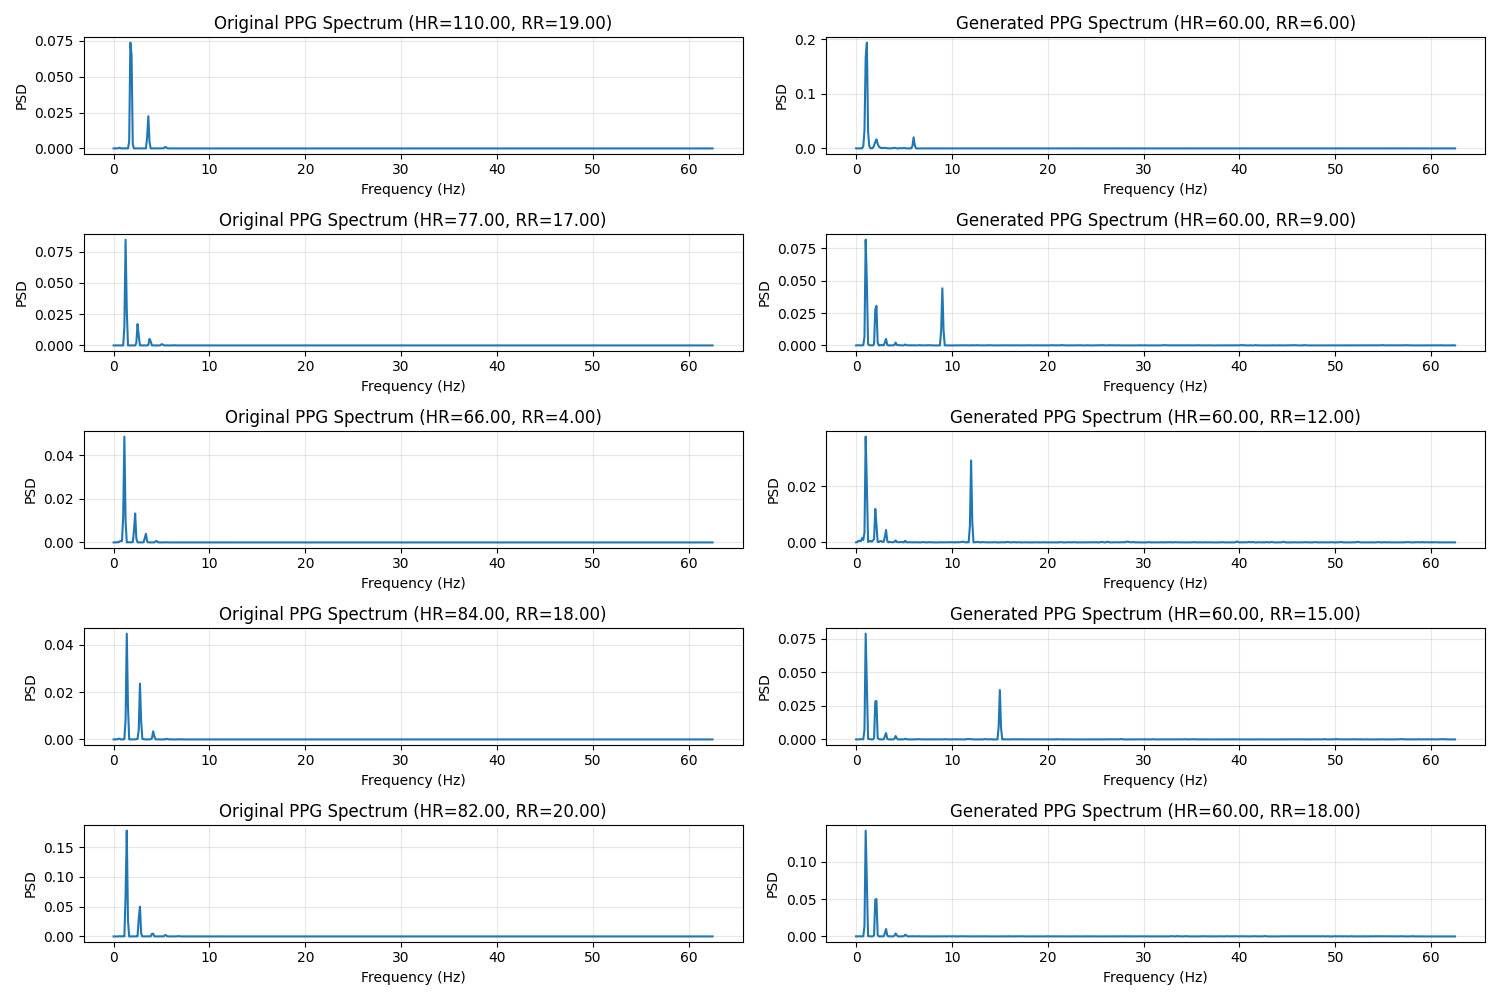 Original PPG Spectrum (HR=110.00, RR=19.00)
PSD
0.075
0.050
0.025
0.000
0 10 20 30 40 50 60
Frequency (Hz)
Generated PPG Spectrum (HR=60.00, RR=6.00)
PSD
0.2
0.1
0.0
0 10 20 30 40 50 60
Frequency (Hz)
Original PPG Spectrum (HR=77.00, RR=17.00)
PSD
0.075
0.050
0.025
0.000
0 10 20 30 40 50 60
Frequency (Hz)
Generated PPG Spectrum (HR=60.00, RR=9.00)
PSD
0.075
0.050
0.025
0.000
0 10 20 30 40 50 60
Frequency (Hz)
Original PPG Spectrum (HR=66.00, RR=4.00)
PSD
0.04
0.02
0.00
0 10 20 30 40 50 60
Frequency (Hz)
Generated PPG Spectrum (HR=60.00, RR=12.00)
PSD
0.02
0.00
0 10 20 30 40 50 60
Frequency (Hz)
Original PPG Spectrum (HR=84.00, RR=18.00)
PSD
0.04
0.02
0.00
0 10 20 30 40 50 60
Frequency (Hz)
Generated PPG Spectrum (HR=60.00, RR=15.00)
PSD
0.075
0.050
0.025
0.000
0 10 20 30 40 50 60
Frequency (Hz)
Original PPG Spectrum (HR=82.00, RR=20.00)
PSD
0.15
0.10
0.05
0.00
0 10 20 30 40 50 60
Frequency (Hz)
Generated PPG Spectrum (HR=60.00, RR=18.00)
PSD
0.10
0.05
0.00
0 10 20 30 40 50 60
Frequency (Hz)